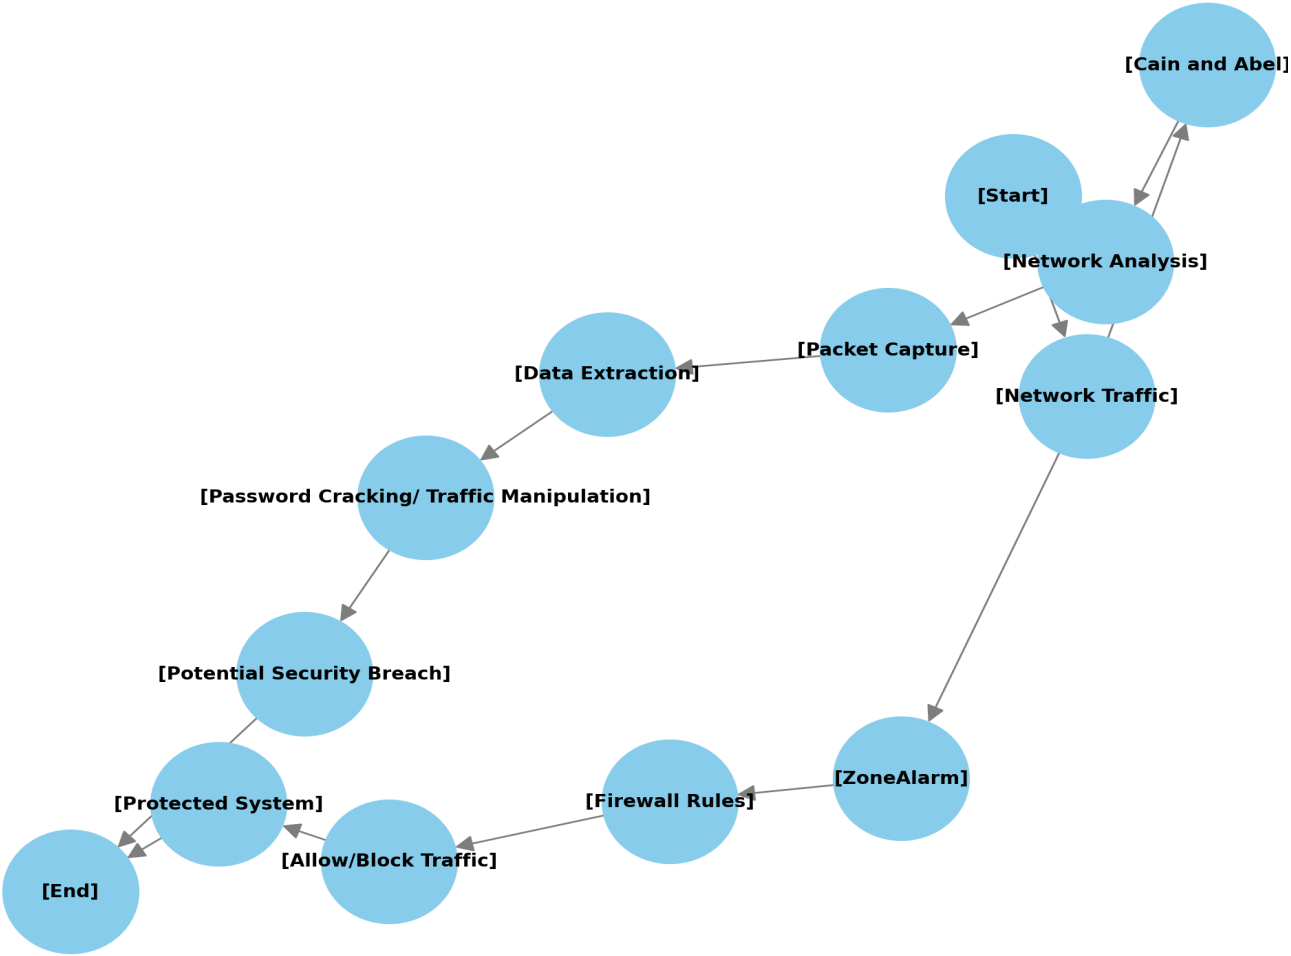 [Cain and Abel]
[Start]
[Network Analysis]
[Packet Capture]
[Data Extraction]
[Network Traffic]
[Password Cracking/ Traffic Manipulation]
[Potential Security Breach]
[ZoneAlarm]
[Firewall Rules]
[Protected System]
[Allow/Block Traffic]
[End]